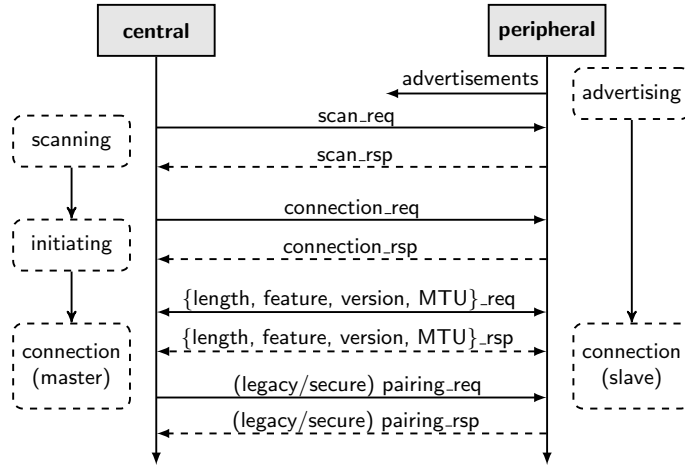 central
peripheral
advertisements
advertising
scan_req
scanning
scan_rsp
connection_req
initiating
connection_rsp
{length, feature, version, MTU}_req
{length, feature, version, MTU}_rsp
connection
(master)
connection
(slave)
(legacy/secure) pairing_req
(legacy/secure) pairing_rsp